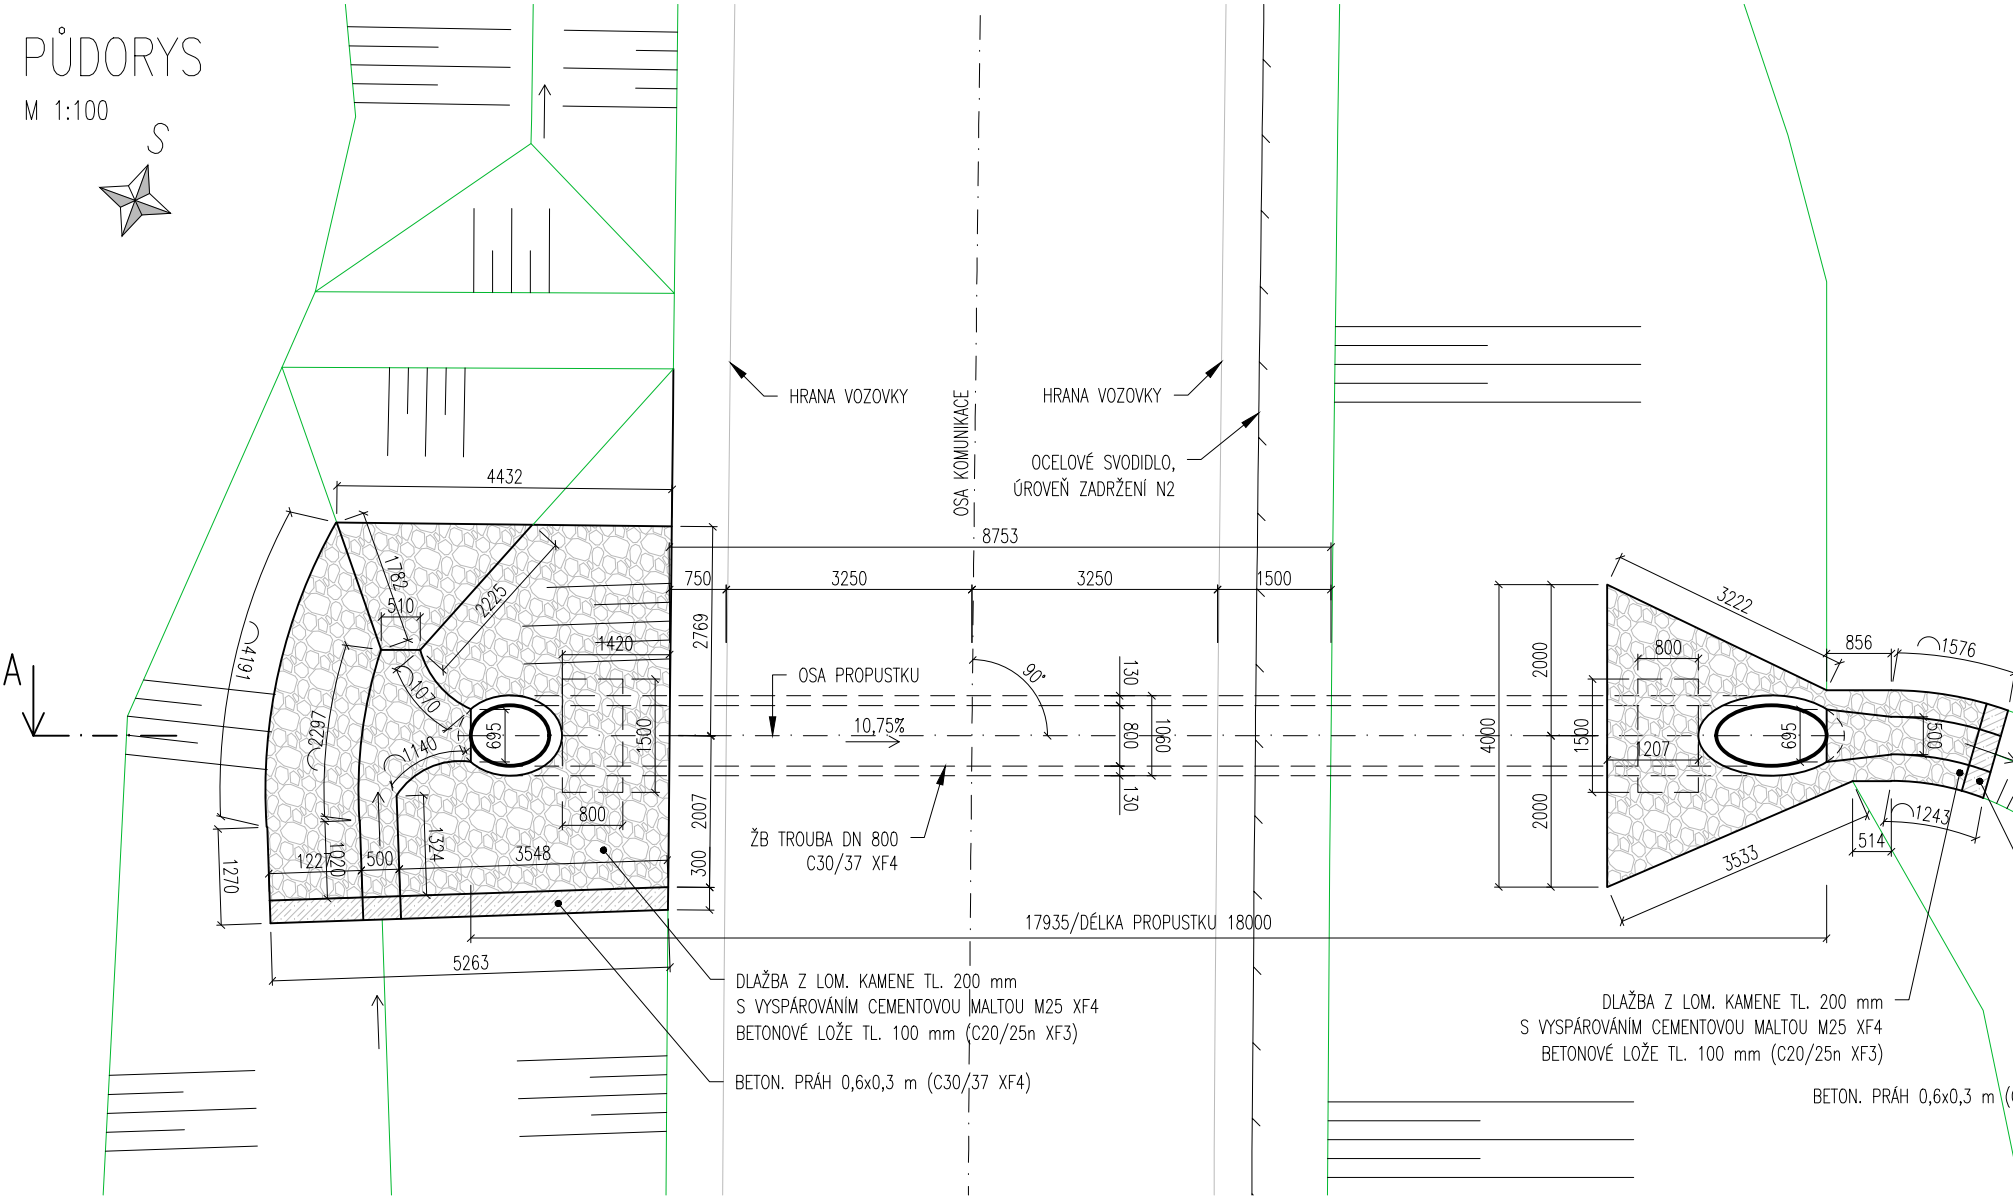 PŮDORYS
M 1:100
S
HRANA VOZOVKY
HRANA VOZOVKY
OSA KOMUNIKACE
OCELOVÉ SVODIDLO,
ÚROVEŇ ZADRŽENÍ N2
4432
8753
750
3250
3250
1500
4191
1782
510
2225
1420
2769
2297
1070
1140
695
1500
800
A
OSA PROPUSTKU
10,75%
90°
130
800
1060
130
ŽB TROUBA DN 800
C30/37 XF4
1270
1227
1020
500
1324
3548
2007
300
5263
17935/DÉLKA PROPUSTKU 18000
3222
800
856
1576
2000
4000
1500
1207
695
500
2000
3533
514
1243
DLAŽBA Z LOM. KAMENE TL. 200 mm
S VYSPÁROVÁNÍM CEMENTOVOU MALTOU M25 XF4
BETONOVÉ LOŽE TL. 100 mm (C20/25n XF3)
BETON. PRÁH 0,6x0,3 m (C30/37 XF4)
DLAŽBA Z LOM. KAMENE TL. 200 mm
S VYSPÁROVÁNÍM CEMENTOVOU MALTOU M25 XF4
BETONOVÉ LOŽE TL. 100 mm (C20/25n XF3)
BETON. PRÁH 0,6x0,3 m (